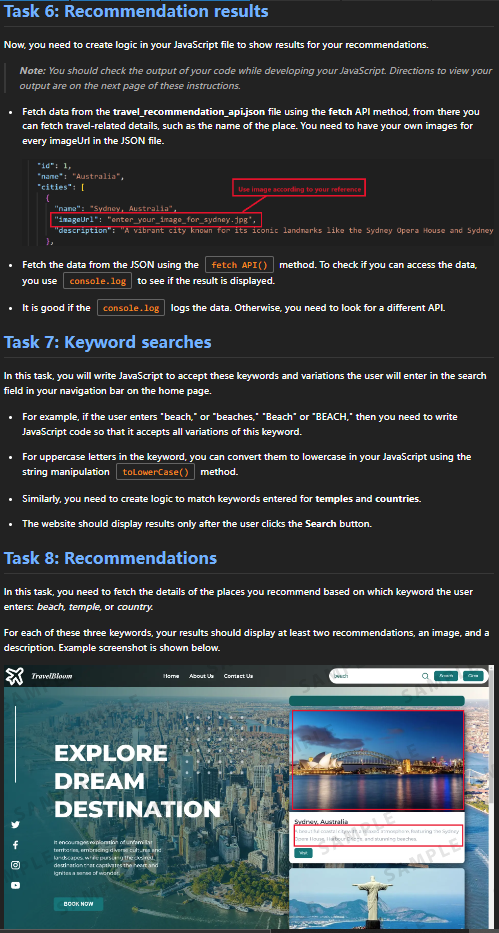 Task 6: Recommendation results
Now, you need to create logic in your JavaScript file to show results for your recommendations.
Note: You should check the output of your code while developing your JavaScript. Directions to view your
output are on the next page of these instructions.
• Fetch data from the travel_recommendation_api.json file using the fetch API method, from there you
can fetch travel-related details, such as the name of the place. You need to have your own images for
every imageUrl in the JSON file.
"id": 1,
"name": "Australia",
"cities": [
Use image according to your reference
{
"name": "Sydney, Australia",
"imageUrl": "enter_your_image_for_sydney.jpg",
"description": "A vibrant city known for its iconic landmarks like the Sydney Opera House and Sydney
},
• Fetch the data from the JSON using the fetch API() method. To check if you can access the data,
you use console.log to see if the result is displayed.
• It is good if the console.log logs the data. Otherwise, you need to look for a different API.
Task 7: Keyword searches
In this task, you will write JavaScript to accept these keywords and variations the user will enter in the search
field in your navigation bar on the home page.
• For example, if the user enters "beach," or "beaches," "Beach" or "BEACH," then you need to write
JavaScript code so that it accepts all variations of this keyword.
• For uppercase letters in the keyword, you can convert them to lowercase in your JavaScript using the
string manipulation toLowerCase() method.
• Similarly, you need to create logic to match keywords entered for temples and countries.
• The website should display results only after the user clicks the Search button.
Task 8: Recommendations
In this task, you need to fetch the details of the places you recommend based on which keyword the user
enters: beach, temple, or country.
For each of these three keywords, your results should display at least two recommendations, an image, and a
description. Example screenshot is shown below.
TravelBloom Home About Us Contact Us beach Search Clear
EXPLORE
DREAM
DESTINATION
It encourages exploration of unfamiliar
territories, embracing diverse cultures and
landscapes, while pursuing the desired
destination that captivates the heart and
ignites a sense of wonder.
BOOK NOW
Sydney, Australia
Visit
SAMPLE